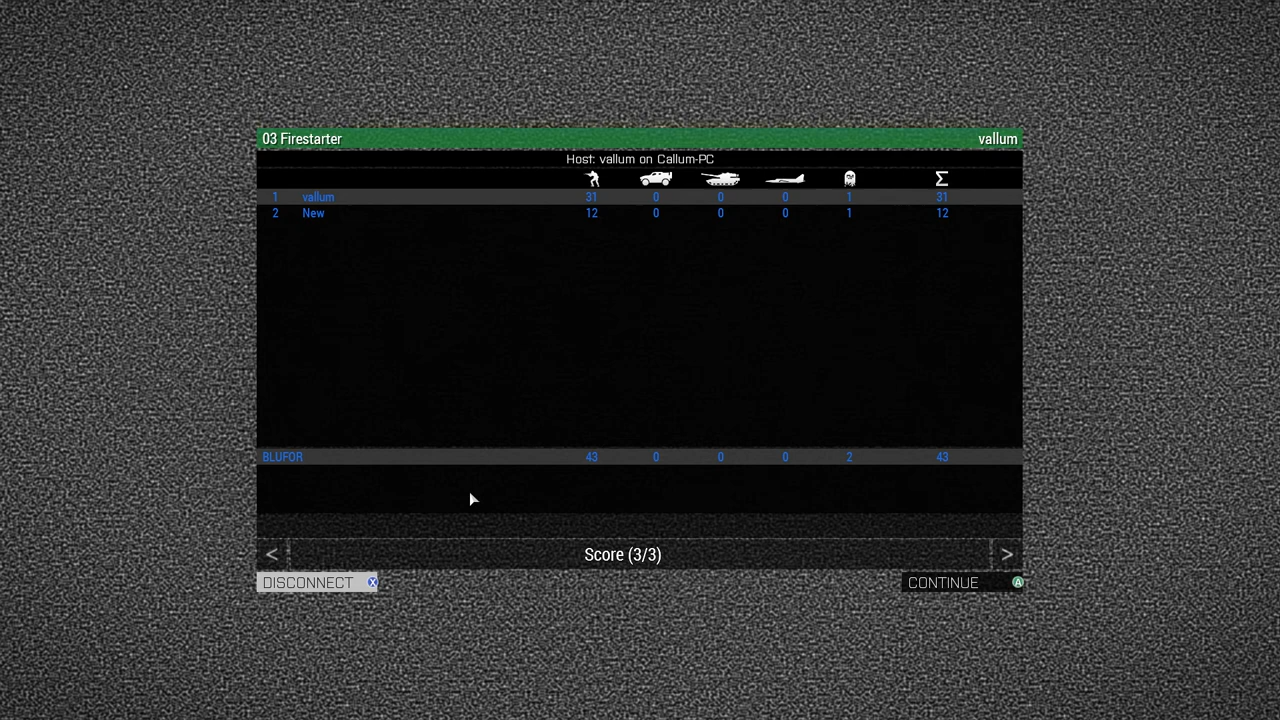 03 Firestarter vallum
Host: vallum on Callum-PC
Σ
1 vallum 31 0 0 0 1 31
2 New 12 0 0 0 1 12
BLUFOR 43 0 0 0 2 43
< Score (3/3) >
DISCONNECT X CONTINUE A